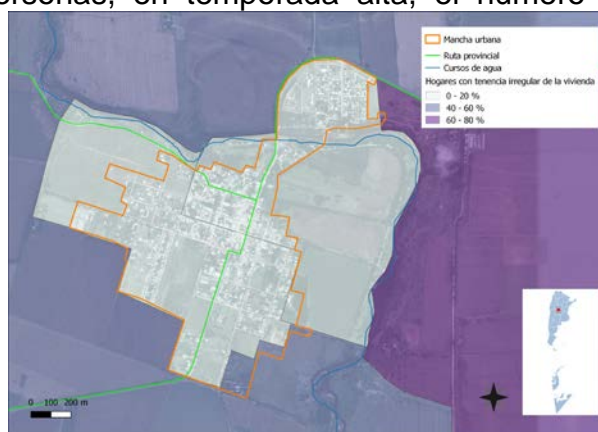 ersonas, en temporada alta, el número
Mancha urbana
Ruta provincial
Cursos de agua
Hogares con tenencia irregular de la vivienda
0 - 20 %
40 - 60 %
60 - 80 %
0 100 200 m